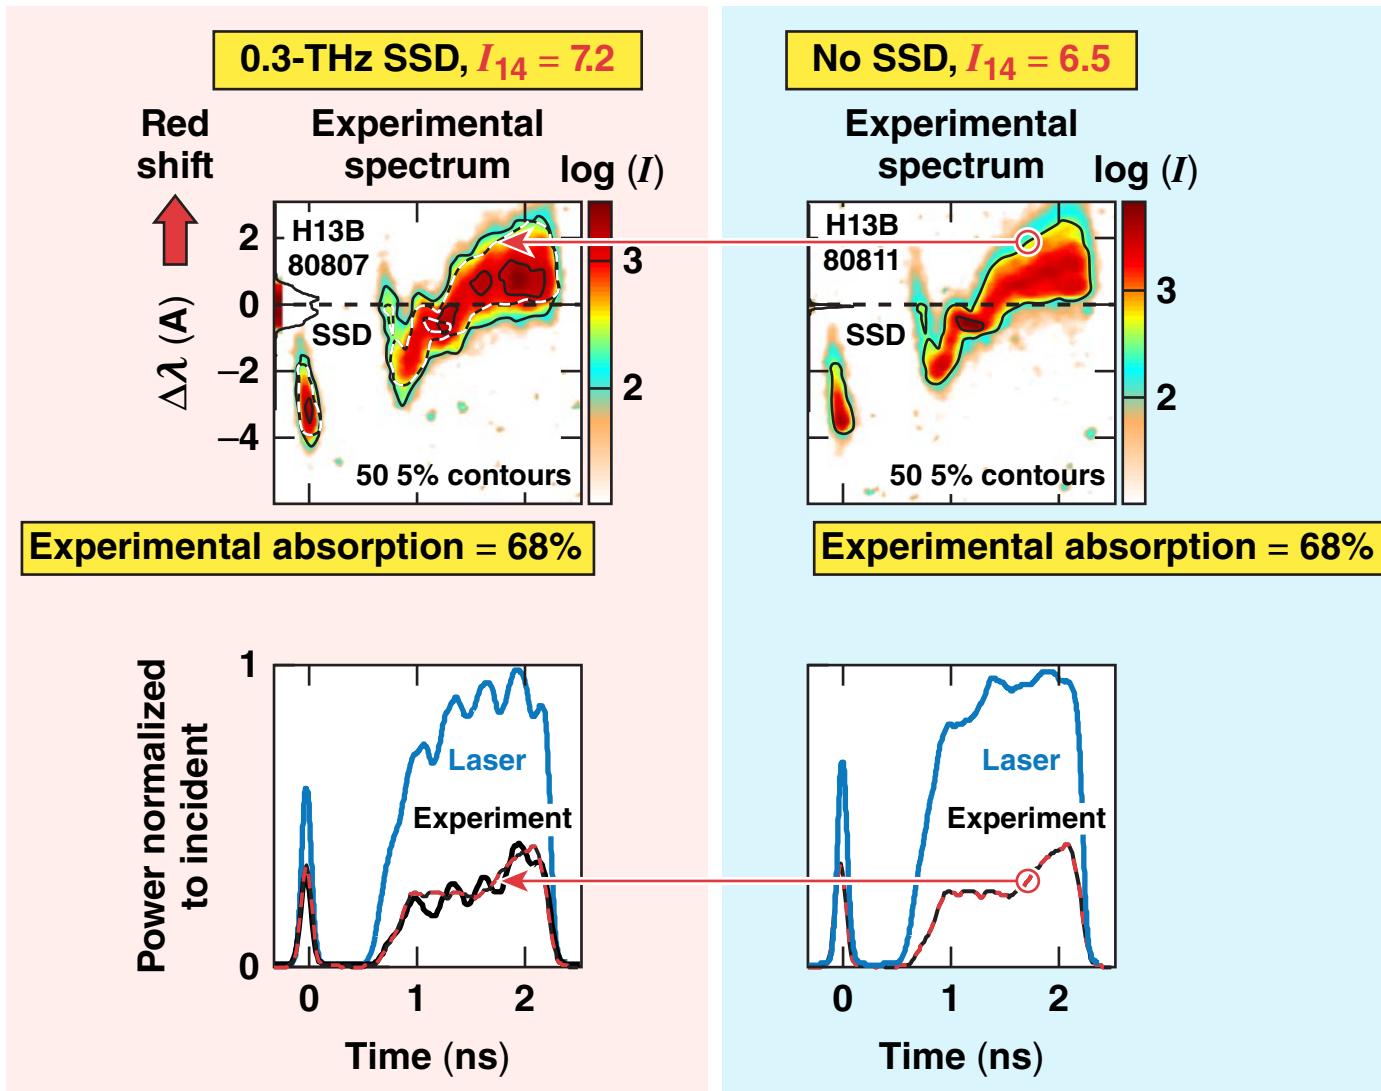 0.3-THz SSD, I14 = 7.2
Red
shift
Experimental
spectrum
log (I)
H13B
80807
SSD
50 5% contours
2
0
–2
–4
Δλ (A)
3
2
Experimental absorption = 68%
No SSD, I14 = 6.5
Experimental
spectrum
log (I)
H13B
80811
SSD
50 5% contours
3
2
Experimental absorption = 68%
Power normalized
to incident
1
0
Laser
Experiment
0 1 2
Time (ns)
Laser
Experiment
0 1 2
Time (ns)